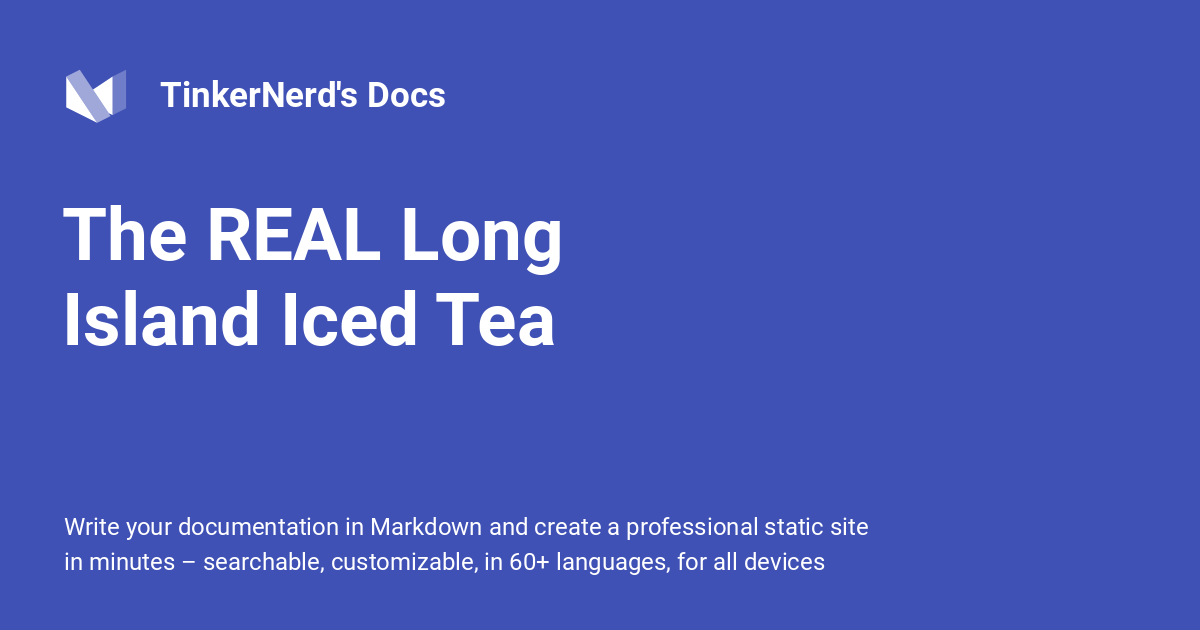 TinkerNerd's Docs
The REAL Long
Island Iced Tea
Write your documentation in Markdown and create a professional static site
in minutes – searchable, customizable, in 60+ languages, for all devices